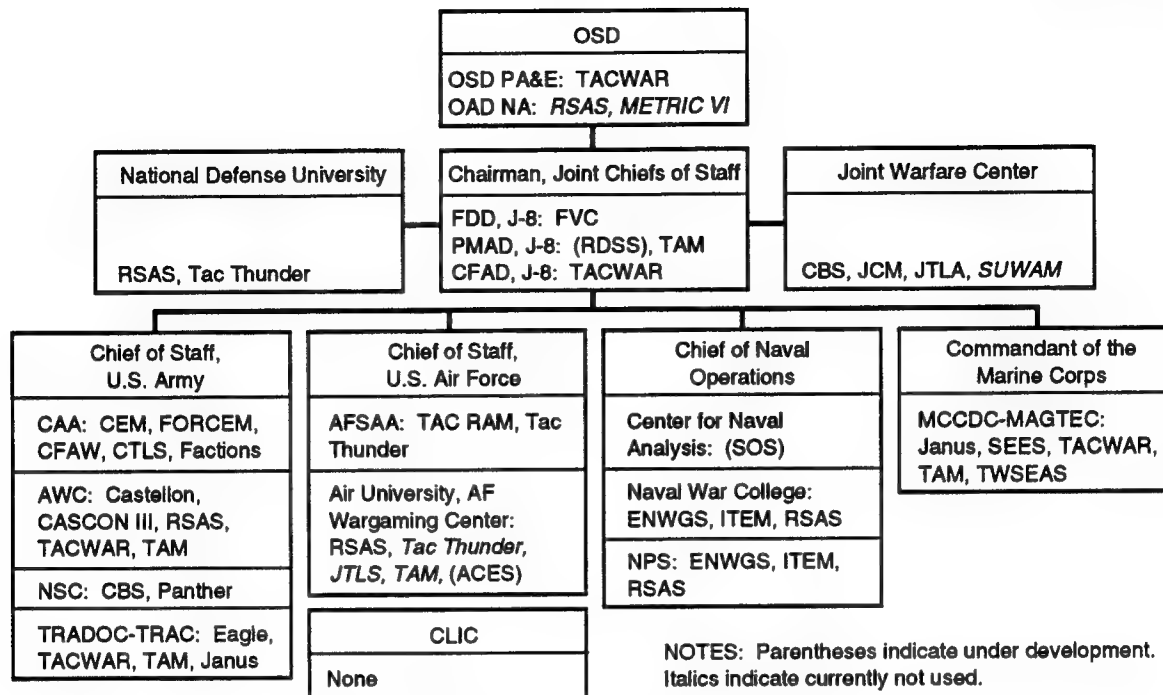 OSD
OSD PA&E: TACWAR
OAD NA: RSAS, METRIC VI
National Defense University
RSAS, Tac Thunder
Chairman, Joint Chiefs of Staff
FDD, J-8: FVC
PMAD, J-8: (RDSS), TAM
CFAD, J-8: TACWAR
Joint Warfare Center
CBS, JCM, JTLA, SUWAM
Chief of Staff,
U.S. Army
CAA: CEM, FORCEM,
CFAW, CTLS, Factions
AWC: Castellon,
CASCON III, RSAS,
TACWAR, TAM
NSC: CBS, Panther
TRADOC-TRAC: Eagle,
TACWAR, TAM, Janus
Chief of Staff,
U.S. Air Force
AFSAA: TAC RAM, Tac
Thunder
Air University, AF
Wargaming Center:
RSAS, Tac Thunder,
JTLS, TAM, (ACES)
CLIC
None
Chief of Naval
Operations
Center for Naval
Analysis: (SOS)
Naval War College:
ENWGS, ITEM, RSAS
NPS: ENWGS, ITEM,
RSAS
Commandant of the
Marine Corps
MCCDC-MAGTEC:
Janus, SEES, TACWAR,
TAM, TWSEAS
NOTES: Parentheses indicate under development.
Italics indicate currently not used.